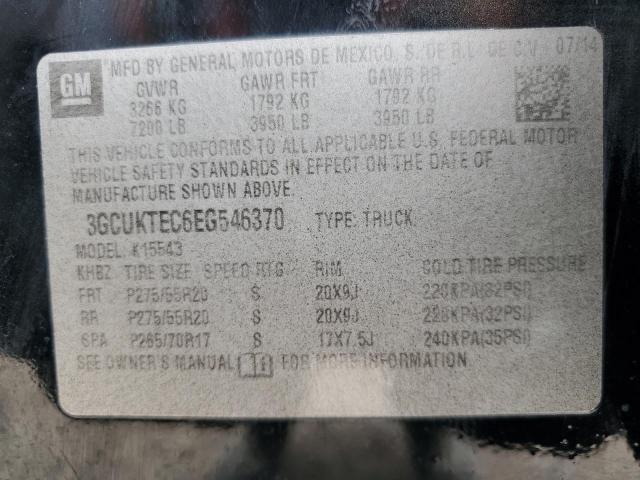 GM
MFD BY GENERAL MOTORS DE MEXICO, S. DE R.L. DE C.V. 07/14
GVWR GAWR FRT GAWR RR
3266 KG 1792 KG 1792 KG
7200 LB 3950 LB 3950 LB
THIS VEHICLE CONFORMS TO ALL APPLICABLE U.S. FEDERAL MOTOR
VEHICLE SAFETY STANDARDS IN EFFECT ON THE DATE OF
MANUFACTURE SHOWN ABOVE.
3GCUKTEC6EG546370 TYPE: TRUCK
MODEL: K15543
KHBZ TIRE SIZE SPEED RTG RIM COLD TIRE PRESSURE
FRT P275/55R20 S 20X9J 220KPA(32PSI)
RR P275/55R20 S 20X9J 220KPA(32PSI)
SPA P265/70R17 S 17X7.5J 240KPA(35PSI)
SEE OWNER'S MANUAL FOR MORE INFORMATION